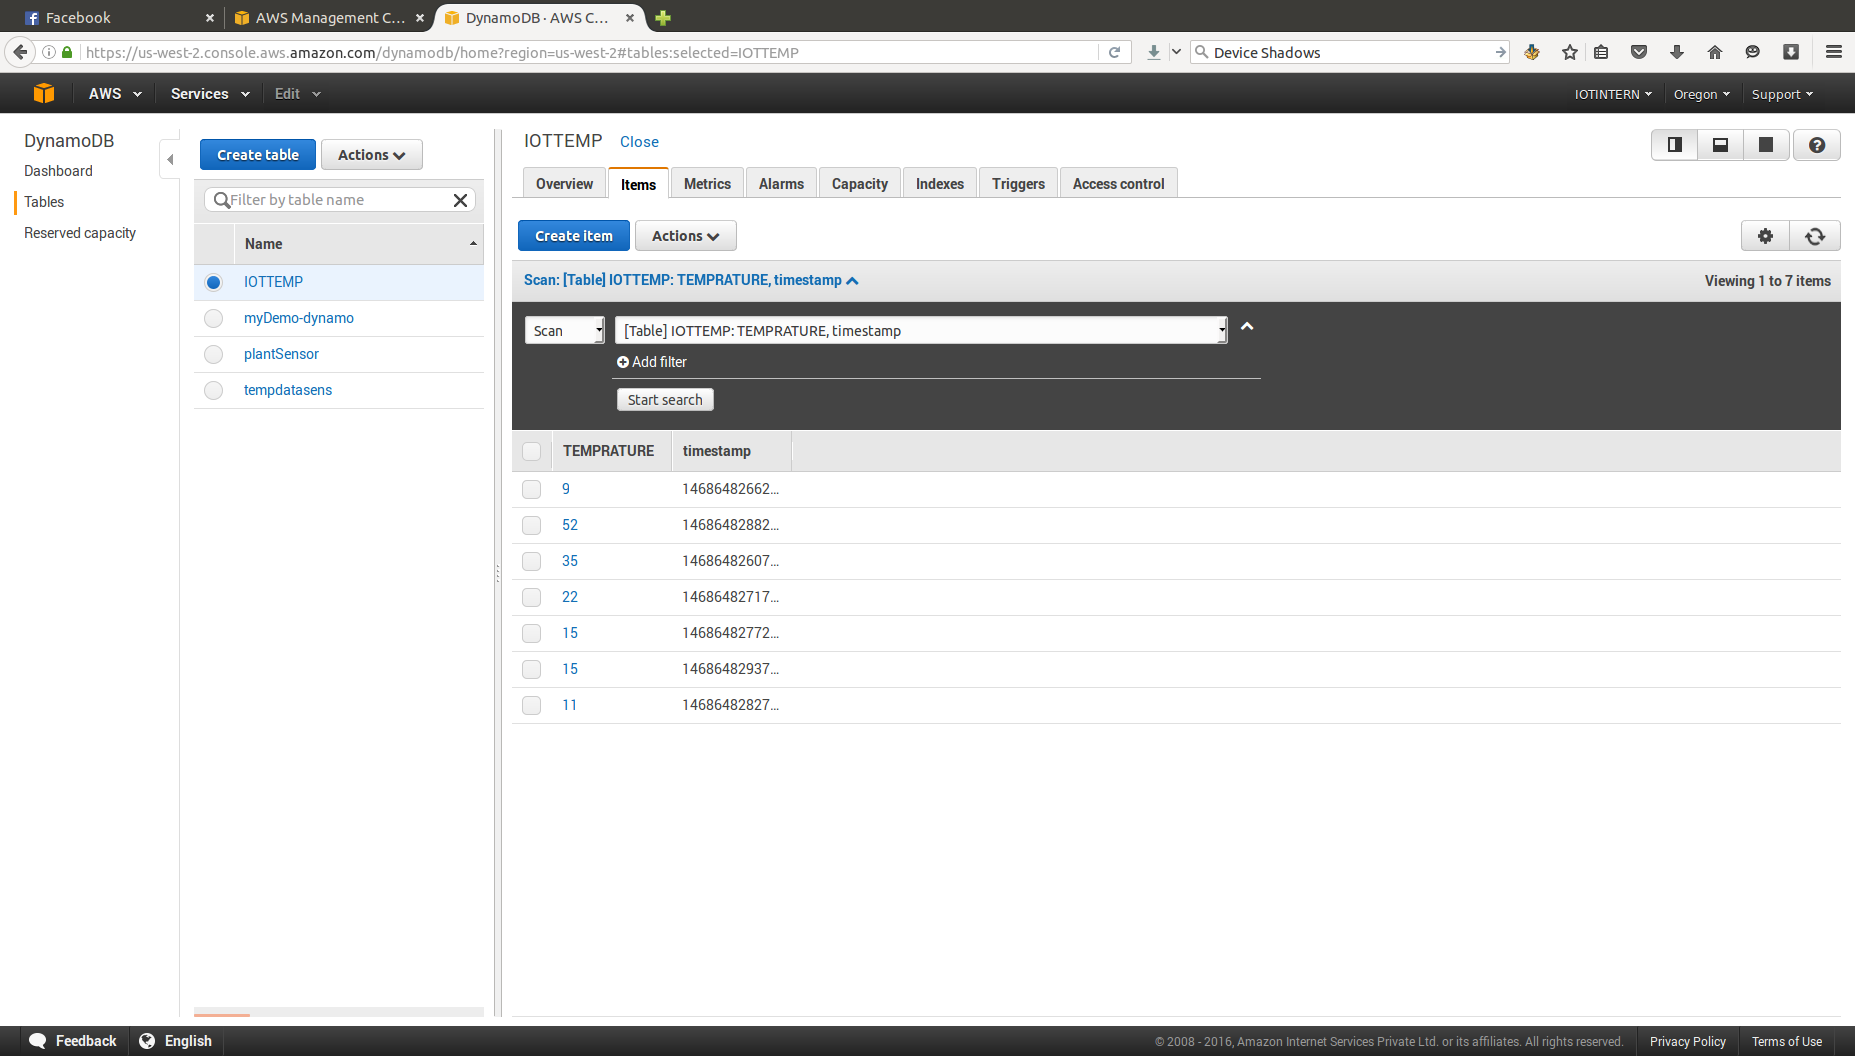 Facebook
AWS Management C...
DynamoDB · AWS C...
https://us-west-2.console.aws.amazon.com/dynamodb/home?region=us-west-2#tables:selected=IOTTEMP
Device Shadows
AWS
Services
Edit
IOTINTERN
Oregon
Support
DynamoDB
Dashboard
Tables
Reserved capacity
Create table
Actions
Filter by table name
Name
IOTTEMP
myDemo-dynamo
plantSensor
tempdatasens
IOTTEMP Close
Overview Items Metrics Alarms Capacity Indexes Triggers Access control
Create item Actions
Scan: [Table] IOTTEMP: TEMPRATURE, timestamp
Viewing 1 to 7 items
Scan [Table] IOTTEMP: TEMPRATURE, timestamp
Add filter
Start search
TEMPRATURE timestamp
9 14686482662...
52 14686482882...
35 14686482607...
22 14686482717...
15 14686482772...
15 14686482937...
11 14686482827...
Feedback
English
© 2008 - 2016, Amazon Internet Services Private Ltd. or its affiliates. All rights reserved.
Privacy Policy
Terms of Use